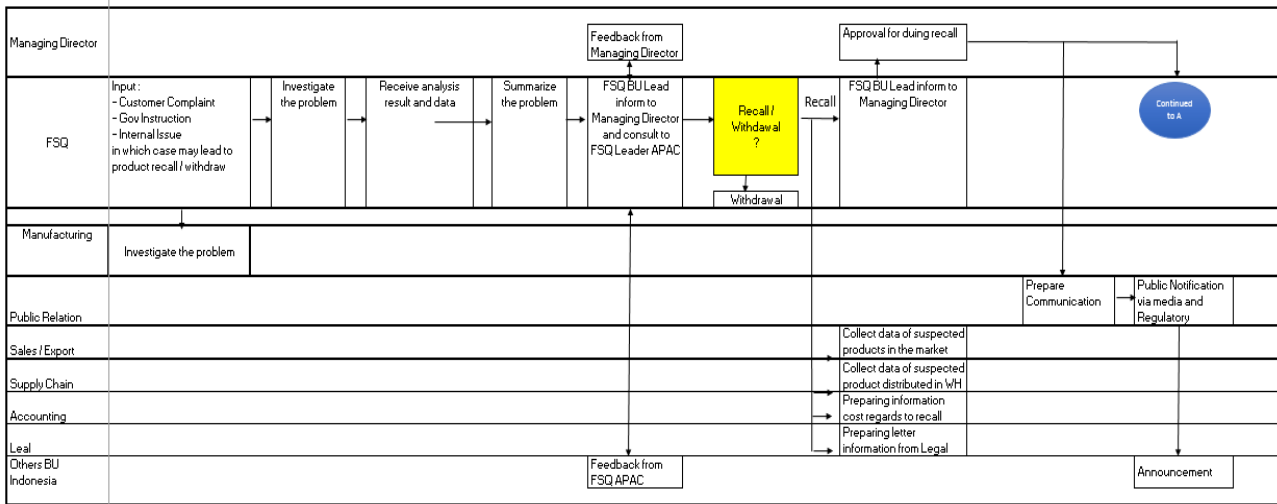 Managing Director
Feedback from
Managing Director
Approval for duing recall
FSQ
Input :
- Customer Complaint
- Gov Instruction
- Internal Issue
in which case may lead to
product recall / withdraw
Investigate
the problem
Receive analysis
result and data
Summarize
the problem
FSQ BU Lead
inform to
Managing Director
and consult to
FSQ Leader APAC
Recall /
Withdawal
?
Withdrawal
Recall
FSQ BU Lead inform to
Managing Director
Continued
to A
Manufacturing
Investigate the problem
Public Relation
Prepare
Communication
Public Notification
via media and
Regulatory
Sales / Export
Collect data of suspected
products in the market
Supply Chain
Collect data of suspected
product distributed in WH
Accounting
Preparing information
cost regards to recall
Leal
Preparing letter
information from Legal
Others BU
Indonesia
Feedback from
FSQ APAC
Announcement